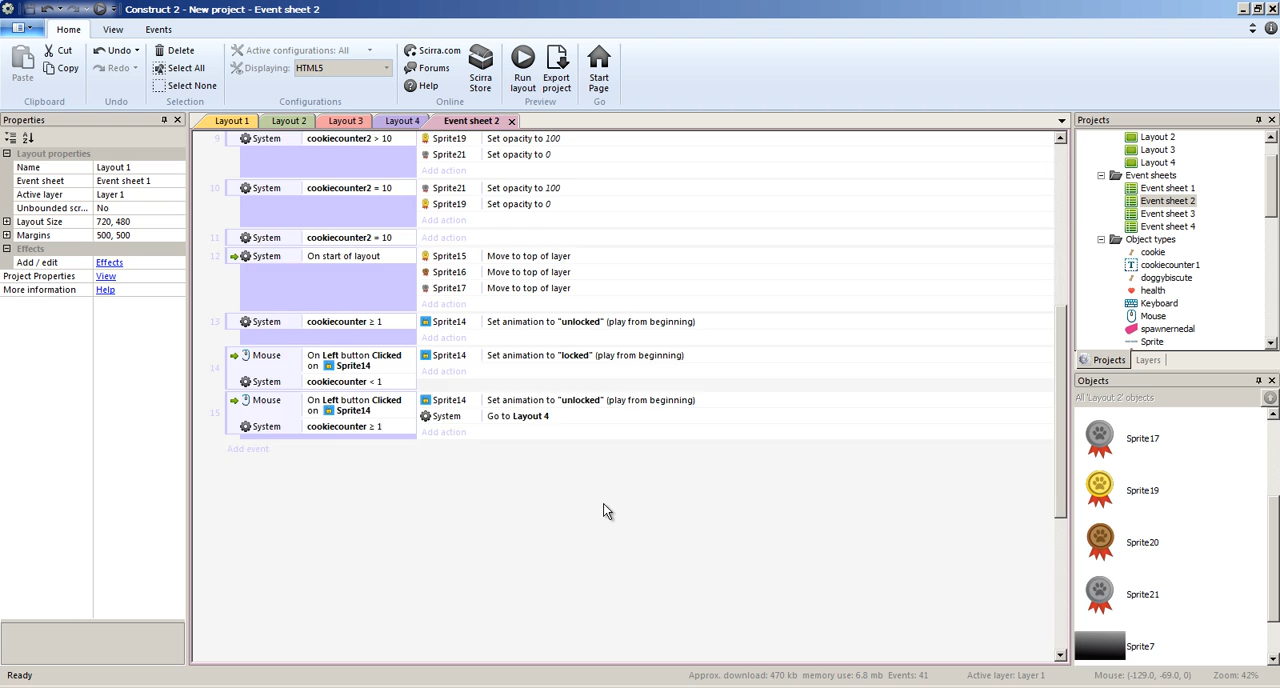 Construct 2 - New project - Event sheet 2
Home View Events
Paste Cut Copy Clipboard
Undo Redo Undo
Delete Select All Select None Selection
Active configurations: All
Displaying: HTML5
Configurations
Scirra.com Forums Help Scirra Store Online
Run layout Export project Preview
Start Page Go
Properties
Layout 1 Layout 2 Layout 3 Layout 4 Event sheet 2
Projects
Layout properties
Name Layout 1
Event sheet Event sheet 1
Active layer Layer 1
Unbounded scr... No
Layout Size 720, 480
Margins 500, 500
Effects
Add / edit Effects
Project Properties View
More information Help
9 System cookiecounter2 > 10 Sprite19 Set opacity to 100
Sprite21 Set opacity to 0
Add action
10 System cookiecounter2 = 10 Sprite21 Set opacity to 100
Sprite19 Set opacity to 0
Add action
11 System cookiecounter2 = 10 Add action
12 System On start of layout Sprite15 Move to top of layer
Sprite16 Move to top of layer
Sprite17 Move to top of layer
Add action
13 System cookiecounter ≥ 1 Sprite14 Set animation to "unlocked" (play from beginning)
Add action
14 Mouse On Left button Clicked on Sprite14 Sprite14 Set animation to "locked" (play from beginning)
Add action
System cookiecounter < 1
15 Mouse On Left button Clicked on Sprite14 Sprite14 Set animation to "unlocked" (play from beginning)
System Go to Layout 4
System cookiecounter ≥ 1 Add action
Add event
Layout 2
Layout 3
Layout 4
Event sheets
Event sheet 1
Event sheet 2
Event sheet 3
Event sheet 4
Object types
cookie
cookiecounter1
doggybiscute
health
Keyboard
Mouse
spawnernedal
Sprite
Projects Layers
Objects
All 'Layout 2' objects
Sprite17
Sprite19
Sprite20
Sprite21
Sprite7
Ready
Approx. download: 470 kb memory use: 6.8 mb Events: 41
Active layer: Layer 1
Mouse: (-129.0, -69.0, 0)
Zoom: 42%